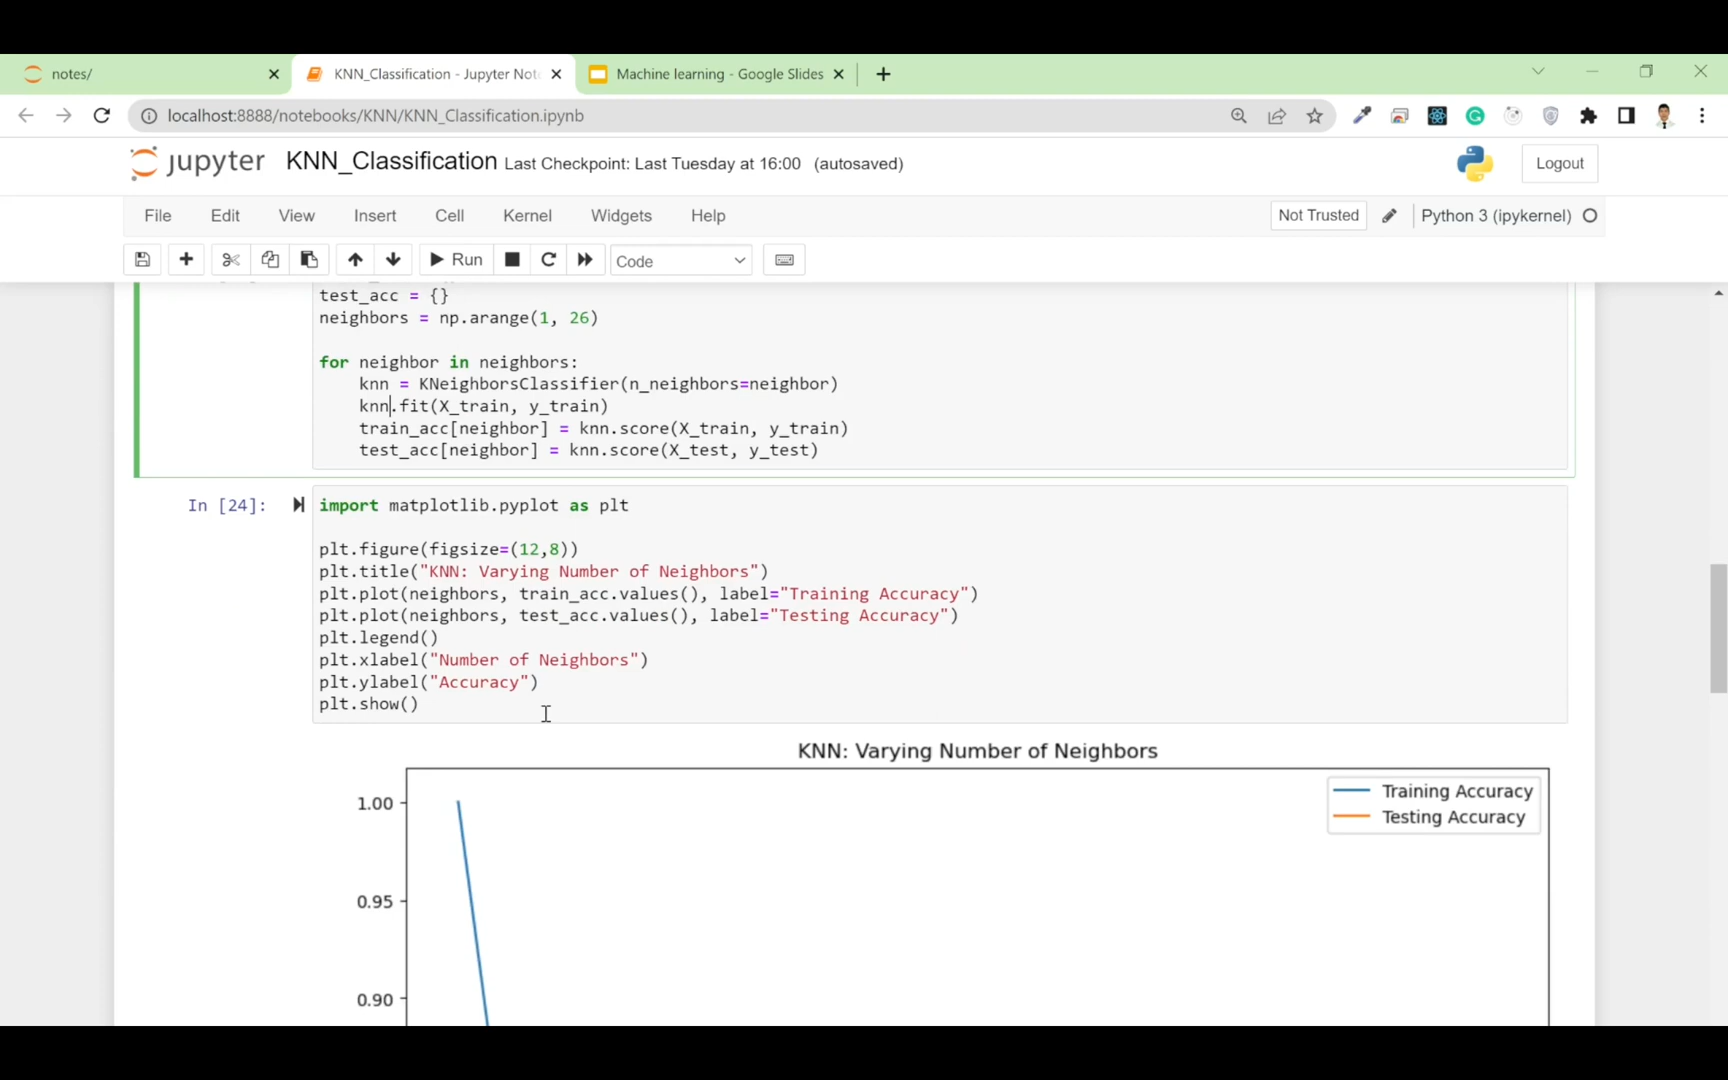 notes/
KNN_Classification - Jupyter Note
Machine learning - Google Slides
localhost:8888/notebooks/KNN/KNN_Classification.ipynb
jupyter KNN_Classification Last Checkpoint: Last Tuesday at 16:00 (autosaved)
Logout
File Edit View Insert Cell Kernel Widgets Help
Not Trusted
Python 3 (ipykernel)
Run
Code
test_acc = {}
neighbors = np.arange(1, 26)
for neighbor in neighbors:
    knn = KNeighborsClassifier(n_neighbors=neighbor)
    knn.fit(X_train, y_train)
    train_acc[neighbor] = knn.score(X_train, y_train)
    test_acc[neighbor] = knn.score(X_test, y_test)
In [24]:
import matplotlib.pyplot as plt
plt.figure(figsize=(12,8))
plt.title("KNN: Varying Number of Neighbors")
plt.plot(neighbors, train_acc.values(), label="Training Accuracy")
plt.plot(neighbors, test_acc.values(), label="Testing Accuracy")
plt.legend()
plt.xlabel("Number of Neighbors")
plt.ylabel("Accuracy")
plt.show()
KNN: Varying Number of Neighbors
Training Accuracy
Testing Accuracy
1.00
0.95
0.90